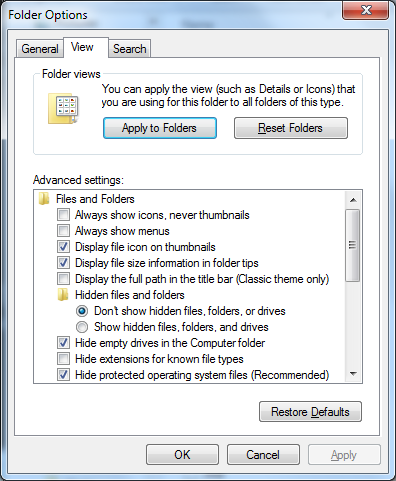 Folder Options
General
View
Search
Folder views
You can apply the view (such as Details or Icons) that
you are using for this folder to all folders of this type.
Apply to Folders
Reset Folders
Advanced settings:
Files and Folders
Always show icons, never thumbnails
Always show menus
Display file icon on thumbnails
Display file size information in folder tips
Display the full path in the title bar (Classic theme only)
Hidden files and folders
Don't show hidden files, folders, or drives
Show hidden files, folders, and drives
Hide empty drives in the Computer folder
Hide extensions for known file types
Hide protected operating system files (Recommended)
Restore Defaults
OK
Cancel
Apply